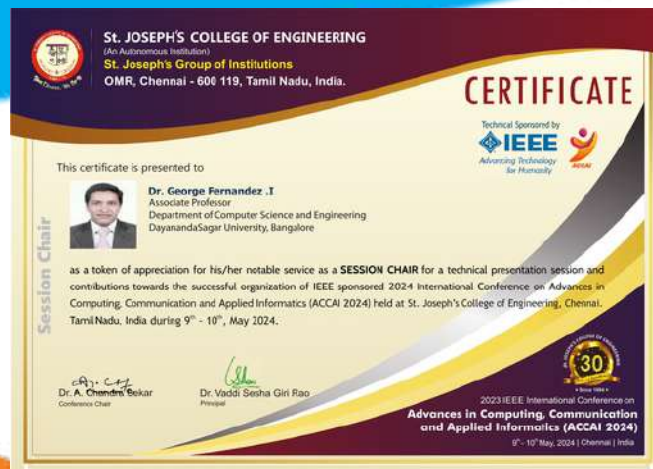 St. JOSEPH'S COLLEGE OF ENGINEERING
(An Autonomous Institution)
St. Joseph's Group of Institutions
OMR, Chennai - 600 119, Tamil Nadu, India.
CERTIFICATE
Technical Sponsored by
IEEE
Advancing Technology
for Humanity
ACCAI
This certificate is presented to
Dr. George Fernandez .I
Associate Professor
Department of Computer Science and Engineering
DayanandaSagar University, Bangalore
Session Chair
as a token of appreciation for his/her notable service as a SESSION CHAIR for a technical presentation session and
contributions towards the successful organization of IEEE sponsored 2024 International Conference on Advances in
Computing, Communication and Applied Informatics (ACCAI 2024) held at St. Joseph's College of Engineering, Chennai,
TamilNadu, India during 9th - 10th, May 2024.
Dr. A. Chandra Sekar
Conference Chair
Dr. Vaddi Sesha Giri Rao
Principal
30
Since 1994
2023 IEEE International Conference on
Advances in Computing, Communication
and Applied Informatics (ACCAI 2024)
9th - 10th May, 2024 | Chennai | India